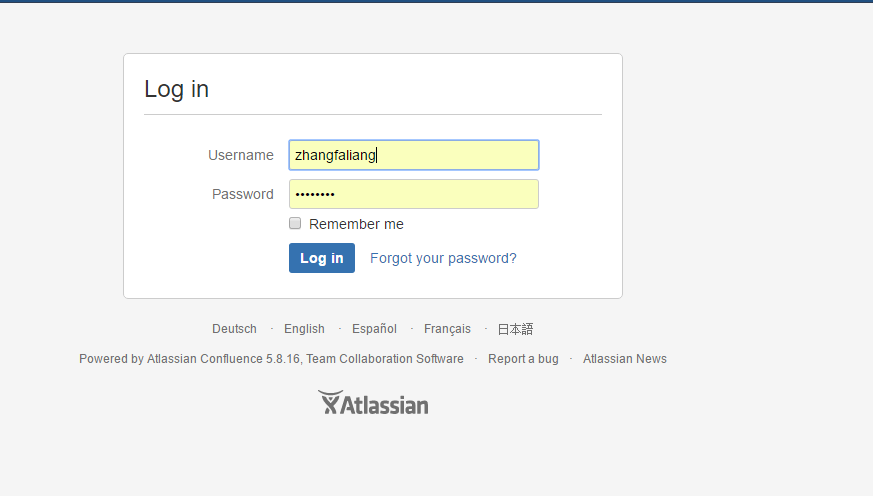 Log in
Username zhangfaliang
Password ••••••••
Remember me
Log in Forgot your password?
Deutsch · English · Español · Français · 日本語
Powered by Atlassian Confluence 5.8.16, Team Collaboration Software · Report a bug · Atlassian News
Atlassian